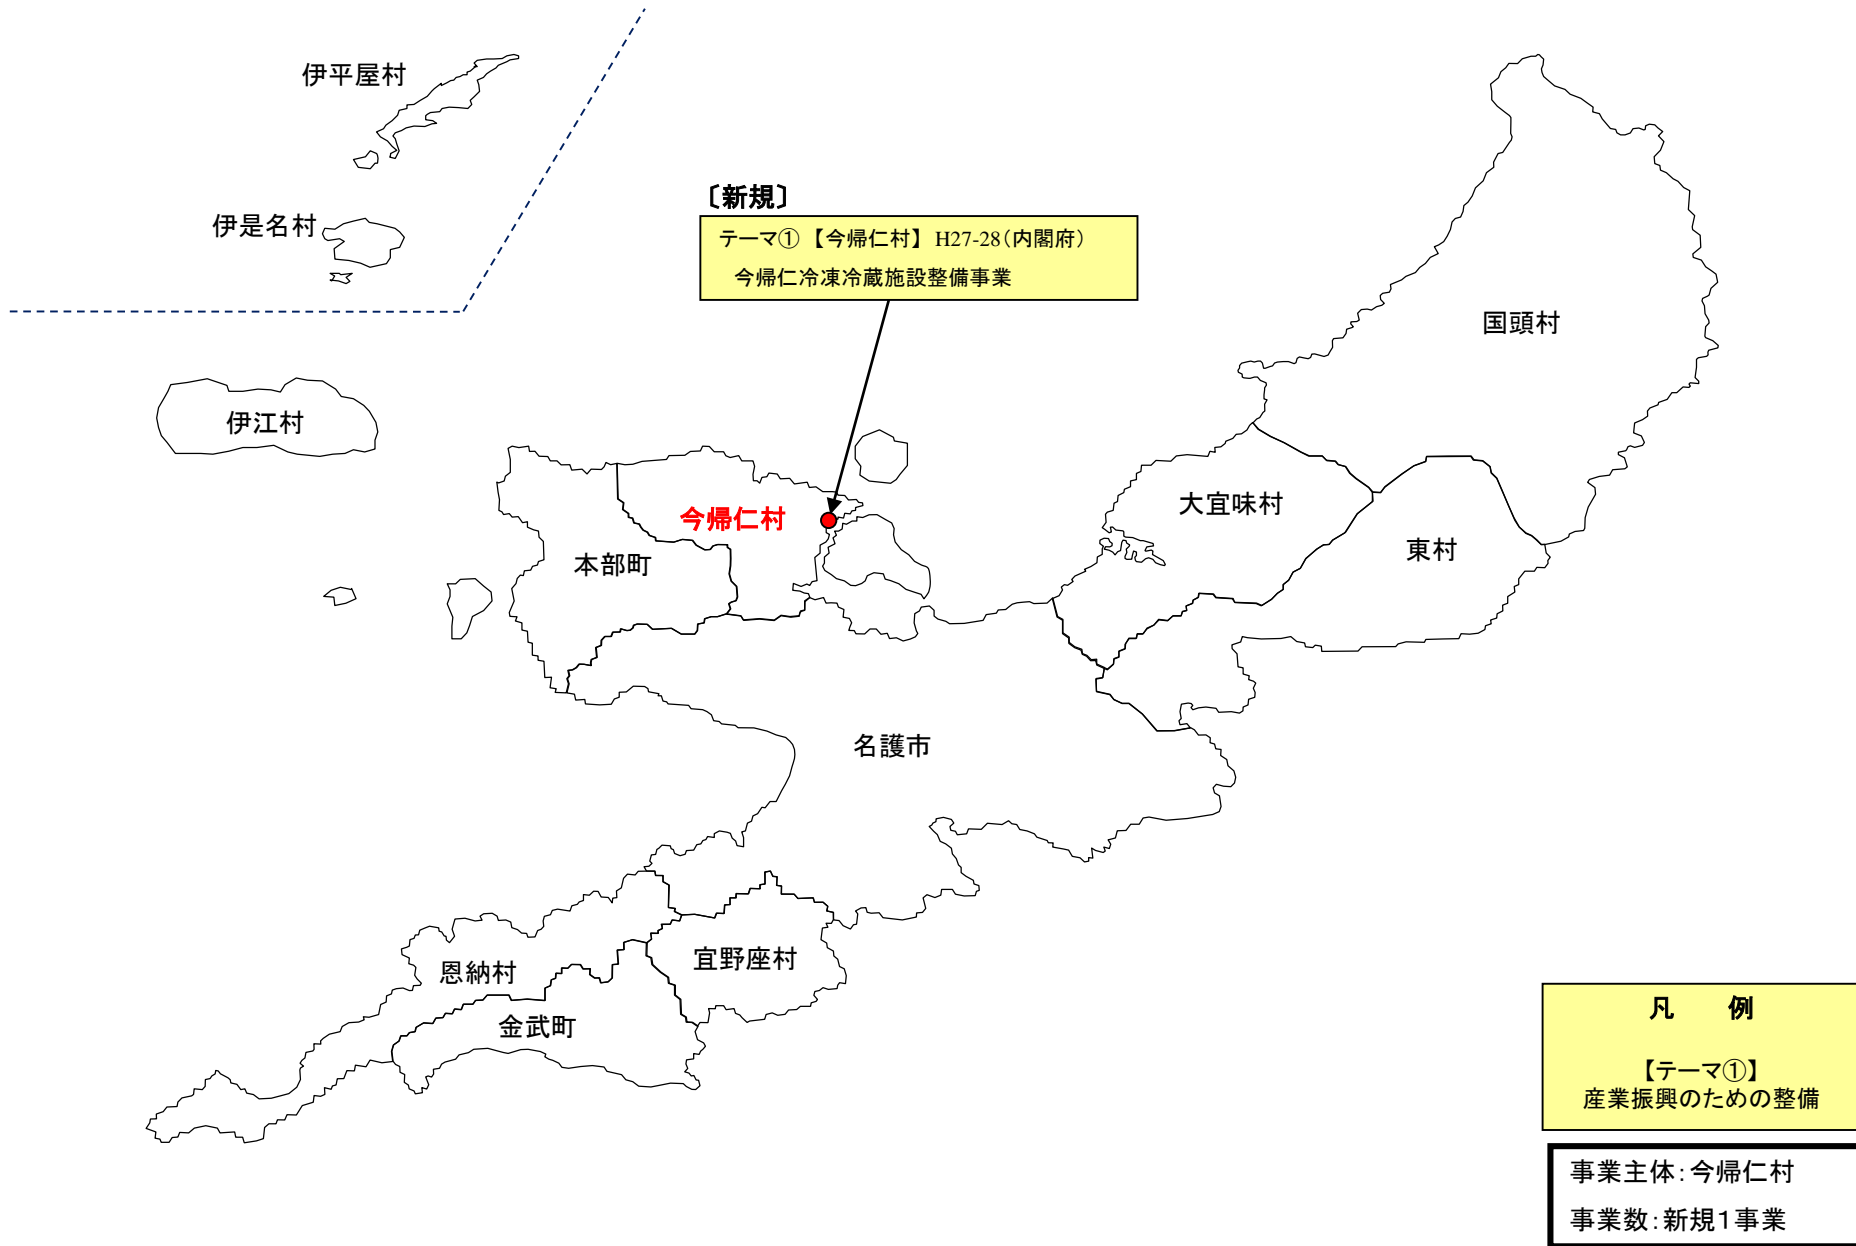 伊平屋村
伊是名村
〔新規〕
テーマ①【今帰仁村】H27-28(内閣府)
今帰仁冷凍冷蔵施設整備事業
国頭村
伊江村
今帰仁村
大宜味村
本部町
東村
名護市
宜野座村
恩納村
金武町
凡　例
【テーマ①】
産業振興のための整備
事業主体：今帰仁村
事業数：新規1事業